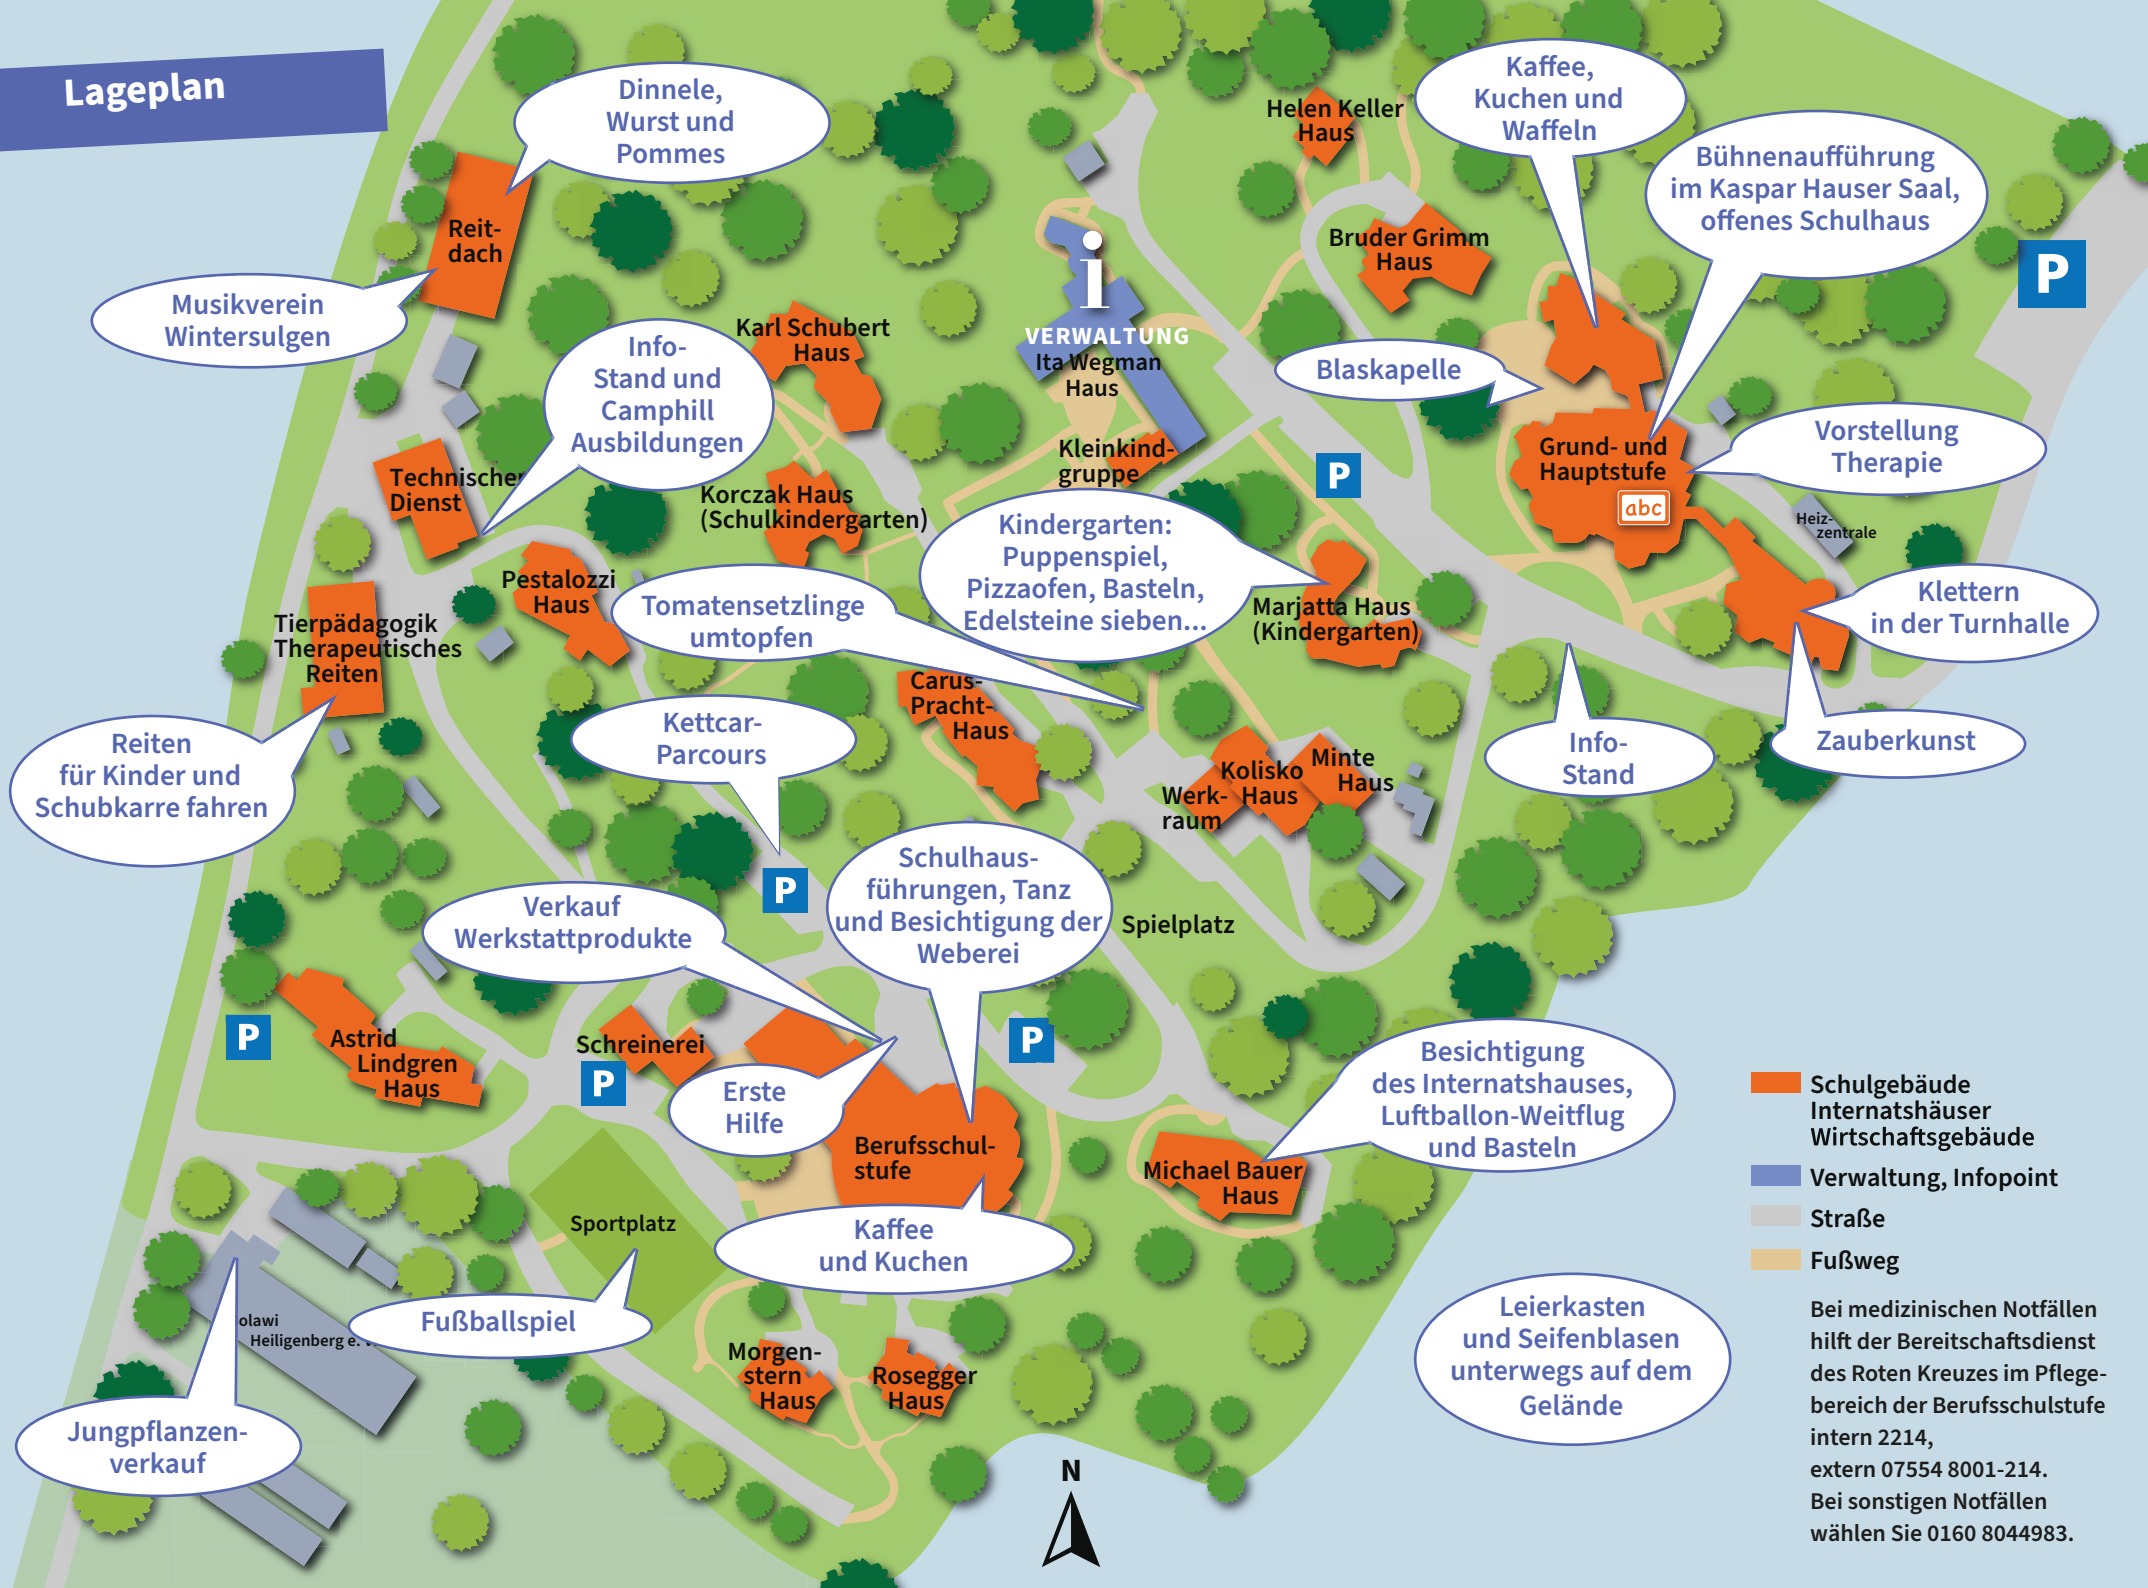 Lageplan
Dinnele,
Wurst und
Pommes
Kaffee,
Kuchen und
Waffeln
Helen Keller
Haus
Bühnenaufführung
im Kaspar Hauser Saal,
offenes Schulhaus
Reit-
dach
Bruder Grimm
Haus
P
i
VERWALTUNG
Ita Wegman
Haus
Musikverein
Wintersulgen
Karl Schubert
Haus
Info-
Stand und
Camphill
Ausbildungen
Blaskapelle
Kleinkind-
gruppe
P
Grund- und
Hauptstufe
abc
Vorstellung
Therapie
Technischer
Dienst
Korczak Haus
(Schulkindergarten)
Heiz-
zentrale
Kindergarten:
Puppenspiel,
Pizzaofen, Basteln,
Edelsteine sieben...
Pestalozzi
Haus
Tomatensetzlinge
umtopfen
Marjatta Haus
(Kindergarten)
Klettern
in der Turnhalle
Tierpädagogik
Therapeutisches
Reiten
Carus-
Pracht-
Haus
Kettcar-
Parcours
Reiten
für Kinder und
Schubkarre fahren
Werk-
raum
Kolisko
Haus
Minte
Haus
Info-
Stand
Zauberkunst
P
Schulhaus-
führungen, Tanz
und Besichtigung der
Weberei
Spielplatz
Verkauf
Werkstattprodukte
P
Astrid
Lindgren
Haus
Schreinerei
P
P
Erste
Hilfe
Berufsschul-
stufe
Besichtigung
des Internatshauses,
Luftballon-Weitflug
und Basteln
Michael Bauer
Haus
Sportplatz
Kaffee
und Kuchen
Fußballspiel
olawi
Heiligenberg e.
Jungpflanzen-
verkauf
Morgen-
stern
Haus
Rosegger
Haus
N
Leierkasten
und Seifenblasen
unterwegs auf dem
Gelände
Schulgebäude
Internatshäuser
Wirtschaftsgebäude
Verwaltung, Infopoint
Straße
Fußweg
Bei medizinischen Notfällen
hilft der Bereitschaftsdienst
des Roten Kreuzes im Pflege-
bereich der Berufsschulstufe
intern 2214,
extern 07554 8001-214.
Bei sonstigen Notfällen
wählen Sie 0160 8044983.